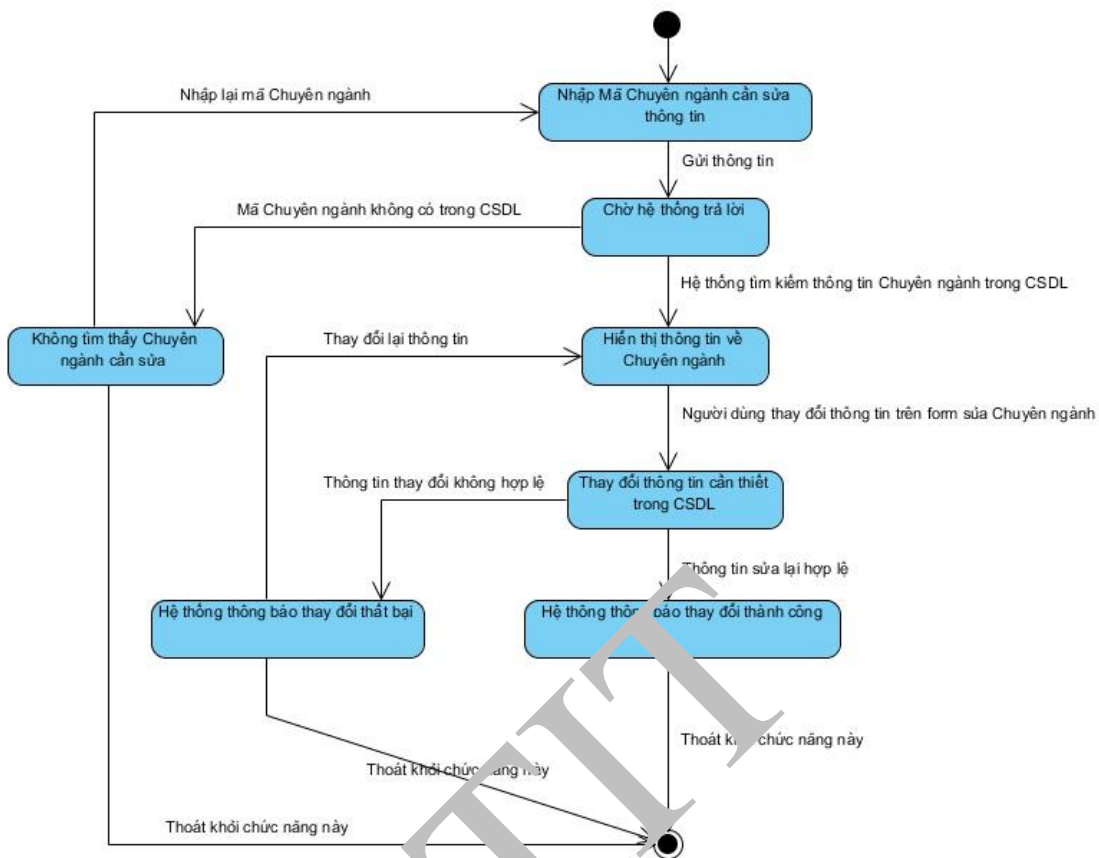 Nhập lại mã Chuyên ngành
Nhập Mã Chuyên ngành cần sửa
thông tin
Gửi thông tin
Mã Chuyên ngành không có trong CSDL
Chờ hệ thống trả lời
Hệ thống tìm kiếm thông tin Chuyên ngành trong CSDL
Không tìm thấy Chuyên
ngành cần sửa
Thay đổi lại thông tin
Hiển thị thông tin về
Chuyên ngành
Người dùng thay đổi thông tin trên form sủa Chuyên ngành
Thông tin thay đổi không hợp lệ
Thay đổi thông tin cần thiết
trong CSDL
Thông tin sửa lại hợp lệ
Hệ thống thông báo thay đổi thất bại
Hệ thông thông báo thay đổi thành công
Thoát khỏi chức năng này
Thoát khỏi chức năng này
Thoát khỏi chức năng này
TIT